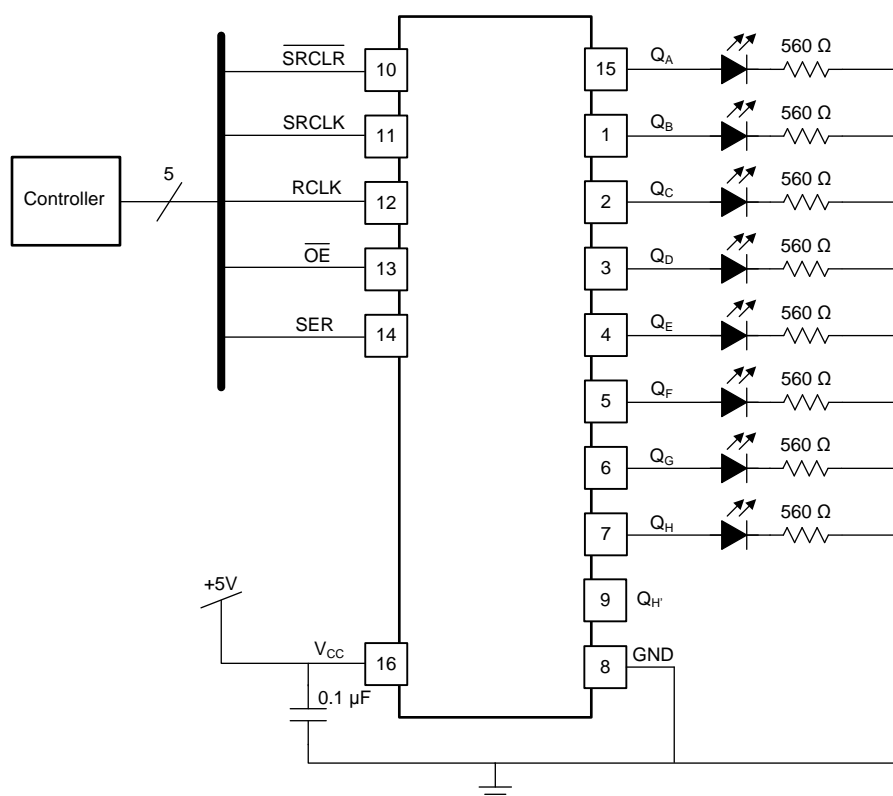 Controller
5
SRCLR
SRCLK
RCLK
OE
SER
10
11
12
13
14
+5V
VCC
16
0.1 µF
15
QA
560 Ω
1
QB
560 Ω
2
QC
560 Ω
3
QD
560 Ω
4
QE
560 Ω
5
QF
560 Ω
6
QG
560 Ω
7
QH
560 Ω
9
QH'
8
GND